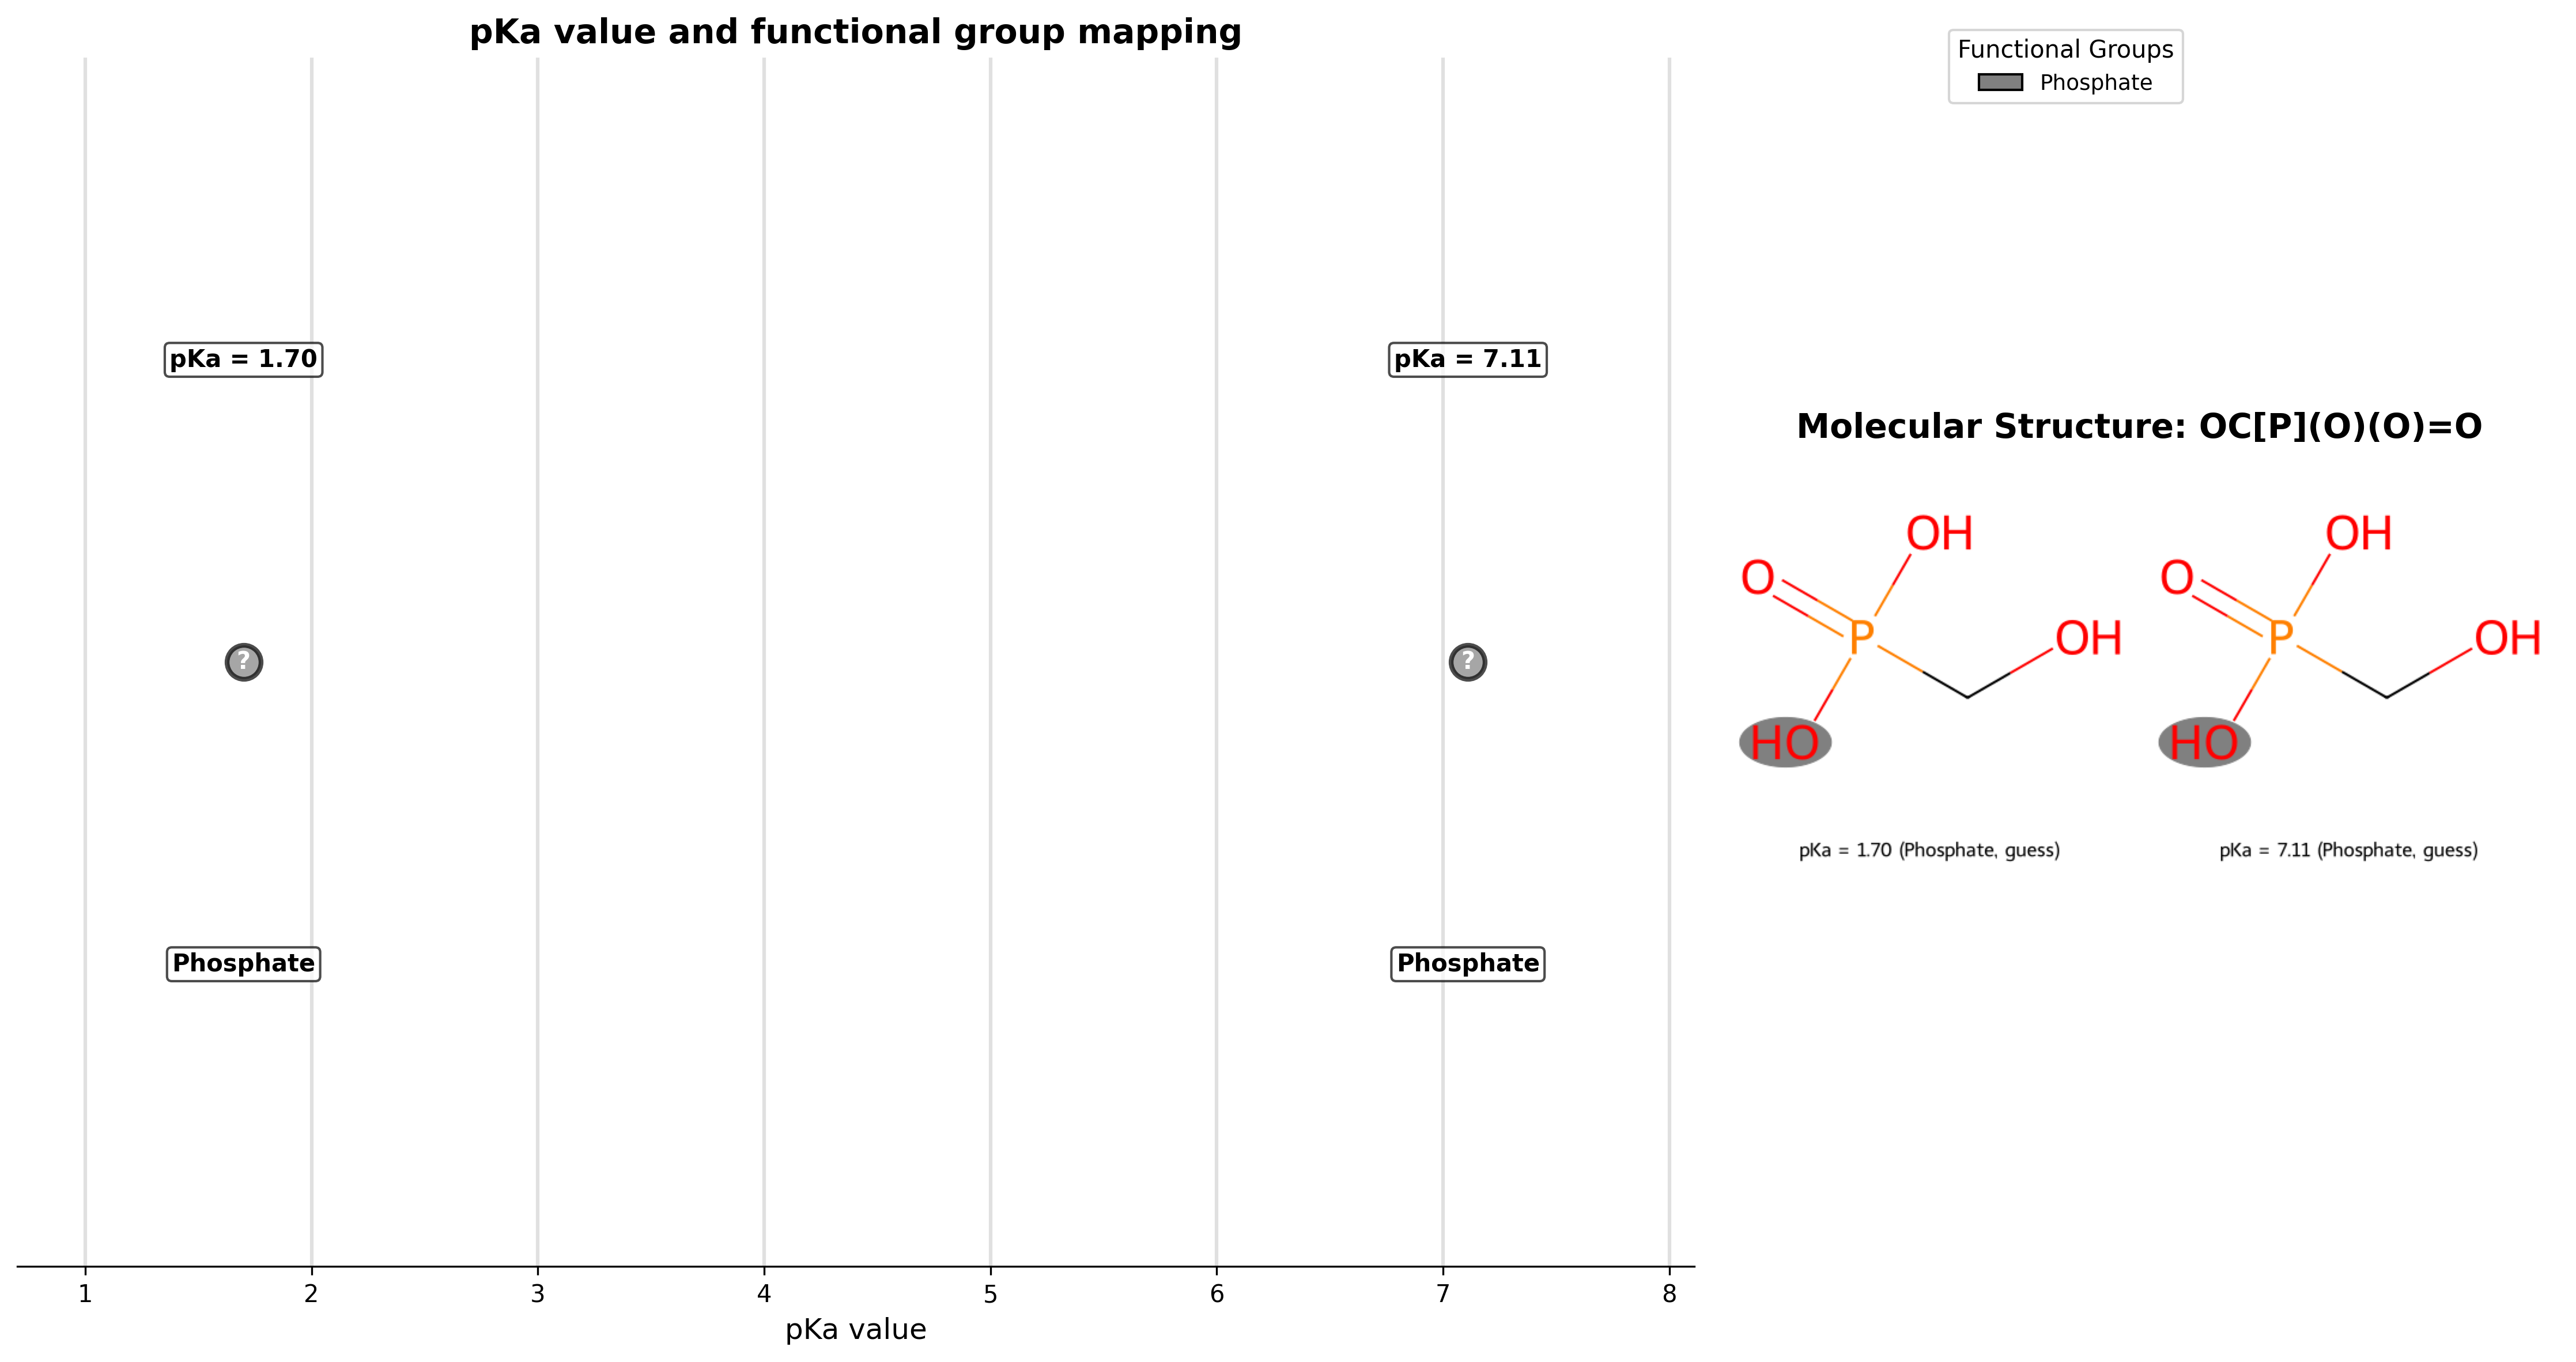 pKa value and functional group mapping
Functional Groups
Phosphate
pKa = 1.70
pKa = 7.11
?
?
Phosphate
Phosphate
1 2 3 4 5 6 7 8
pKa value
Molecular Structure: OC[P](O)(O)=O
OH
O
P
OH
HO
OH
O
P
OH
HO
pKa = 1.70 (Phosphate, guess)
pKa = 7.11 (Phosphate, guess)